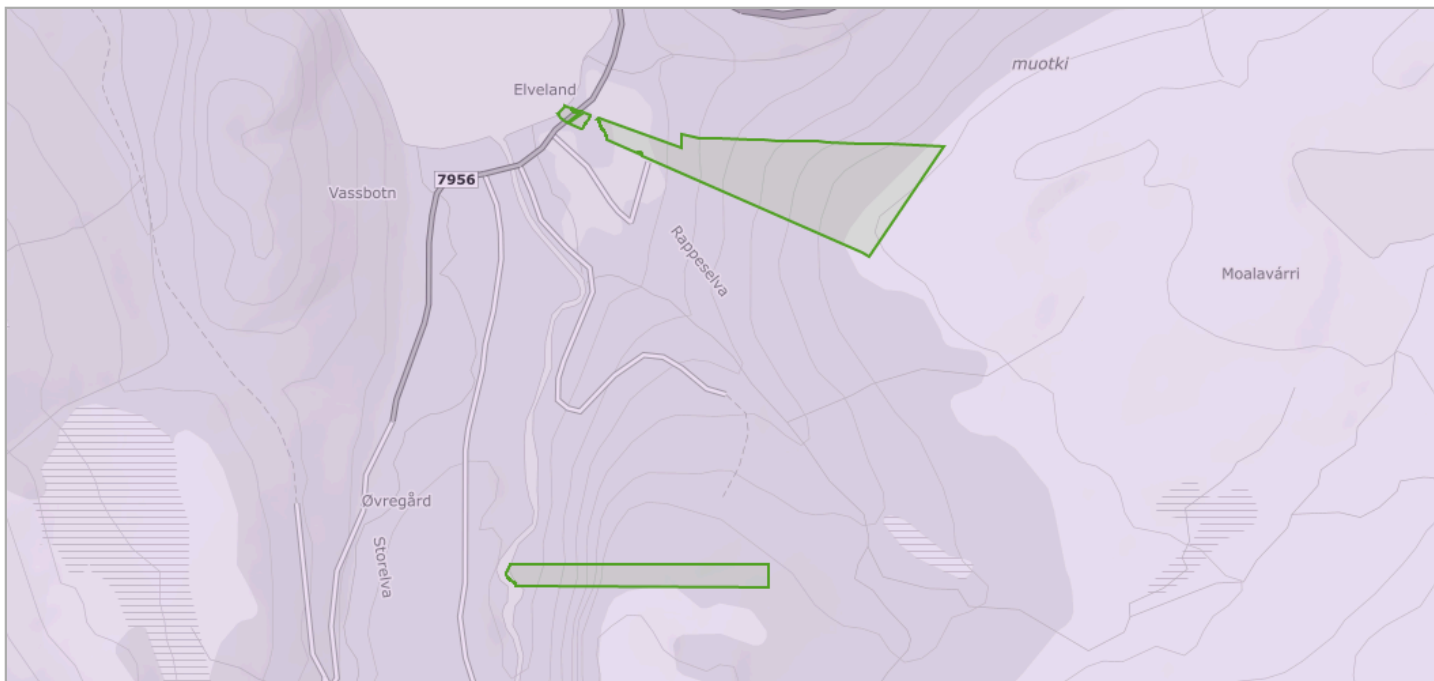 muotki
Elveland
7956
Vassbotn
Rappeselva
Moalavárri
Øvregård
Storelva